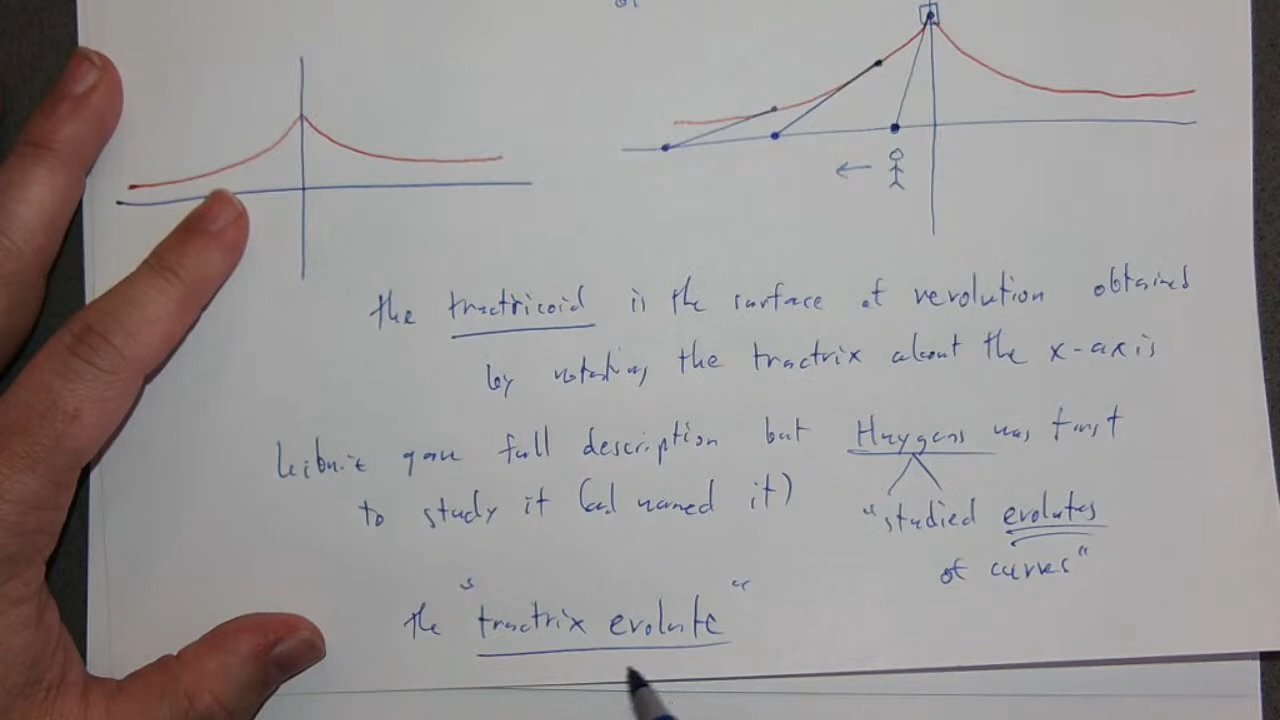 the tractricoid is the surface of revolution obtained
by rotating the tractrix about the x-axis
Leibniz gave full description but Huygens was first
to study it (and named it)
"studied evolutes
of curves"
the "tractrix evolute"